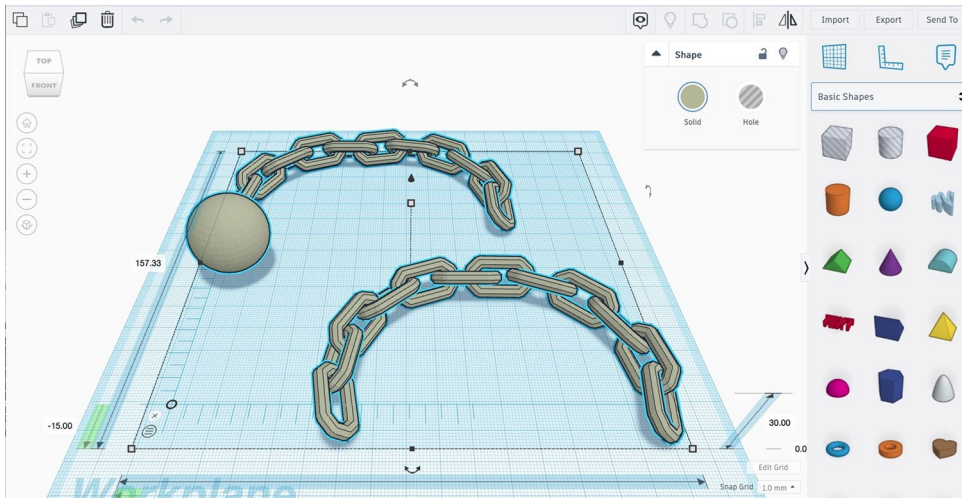 Import
Export
Send To
TOP
FRONT
Shape
Solid
Hole
Basic Shapes
157.33
TEXT
-15.00
30.00
0.0
Edit Grid
Snap Grid 1.0 mm
Workplane